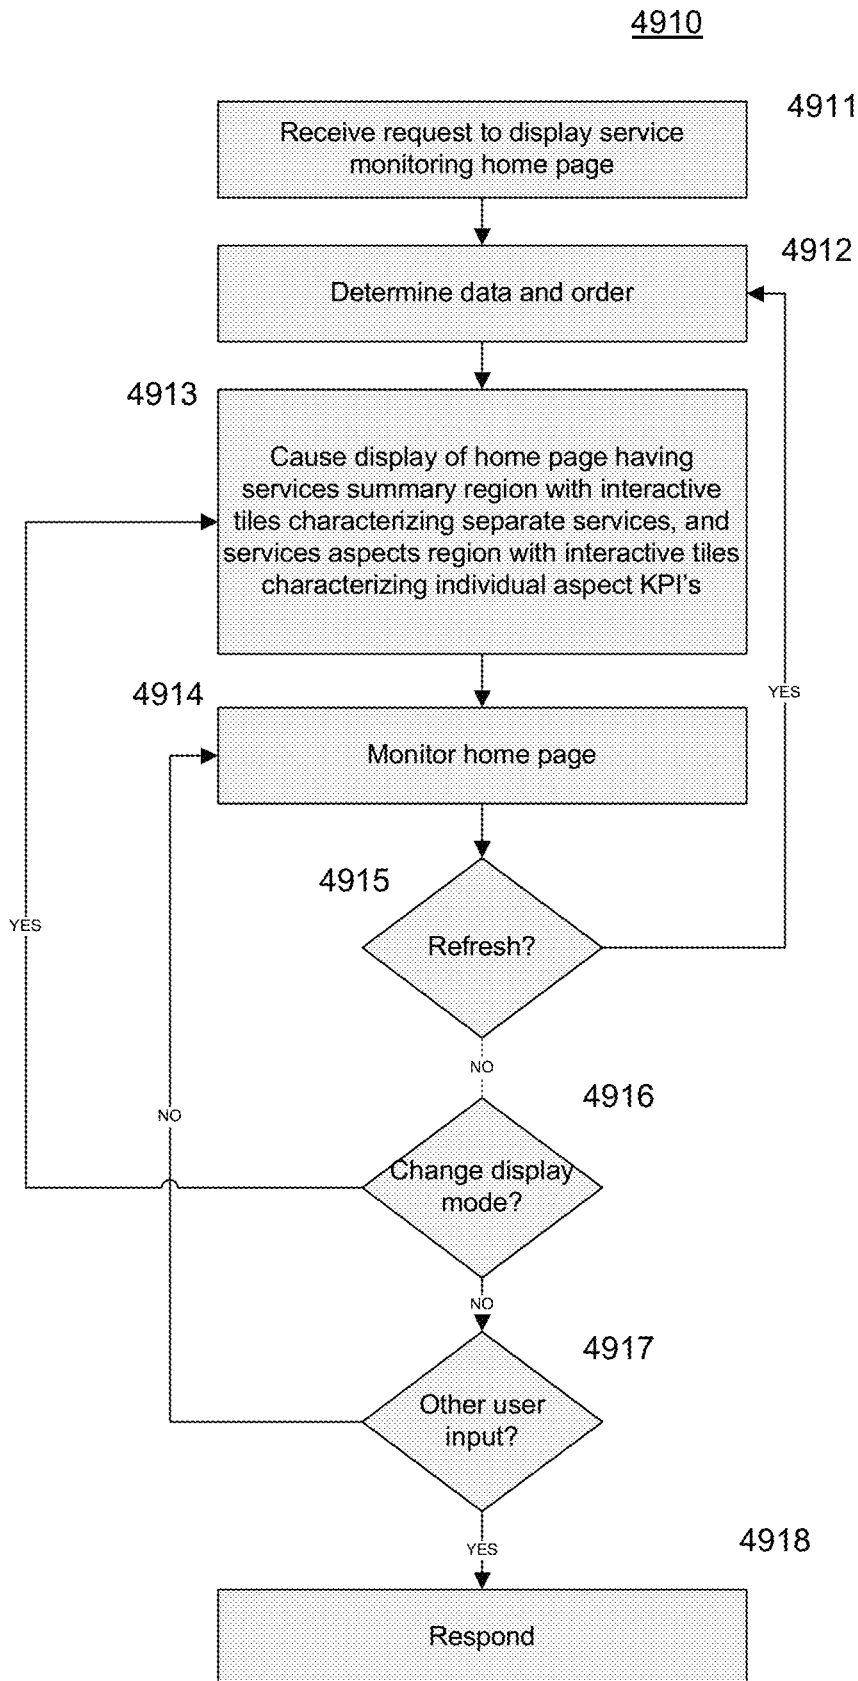 4910
4911
Receive request to display service
monitoring home page
4912
Determine data and order
4913
Cause display of home page having
services summary region with interactive
tiles characterizing separate services, and
services aspects region with interactive tiles
characterizing individual aspect KPI's
4914
YES
Monitor home page
4915
YES
Refresh?
NO
4916
NO
Change display
mode?
NO
4917
Other user
input?
YES
4918
Respond